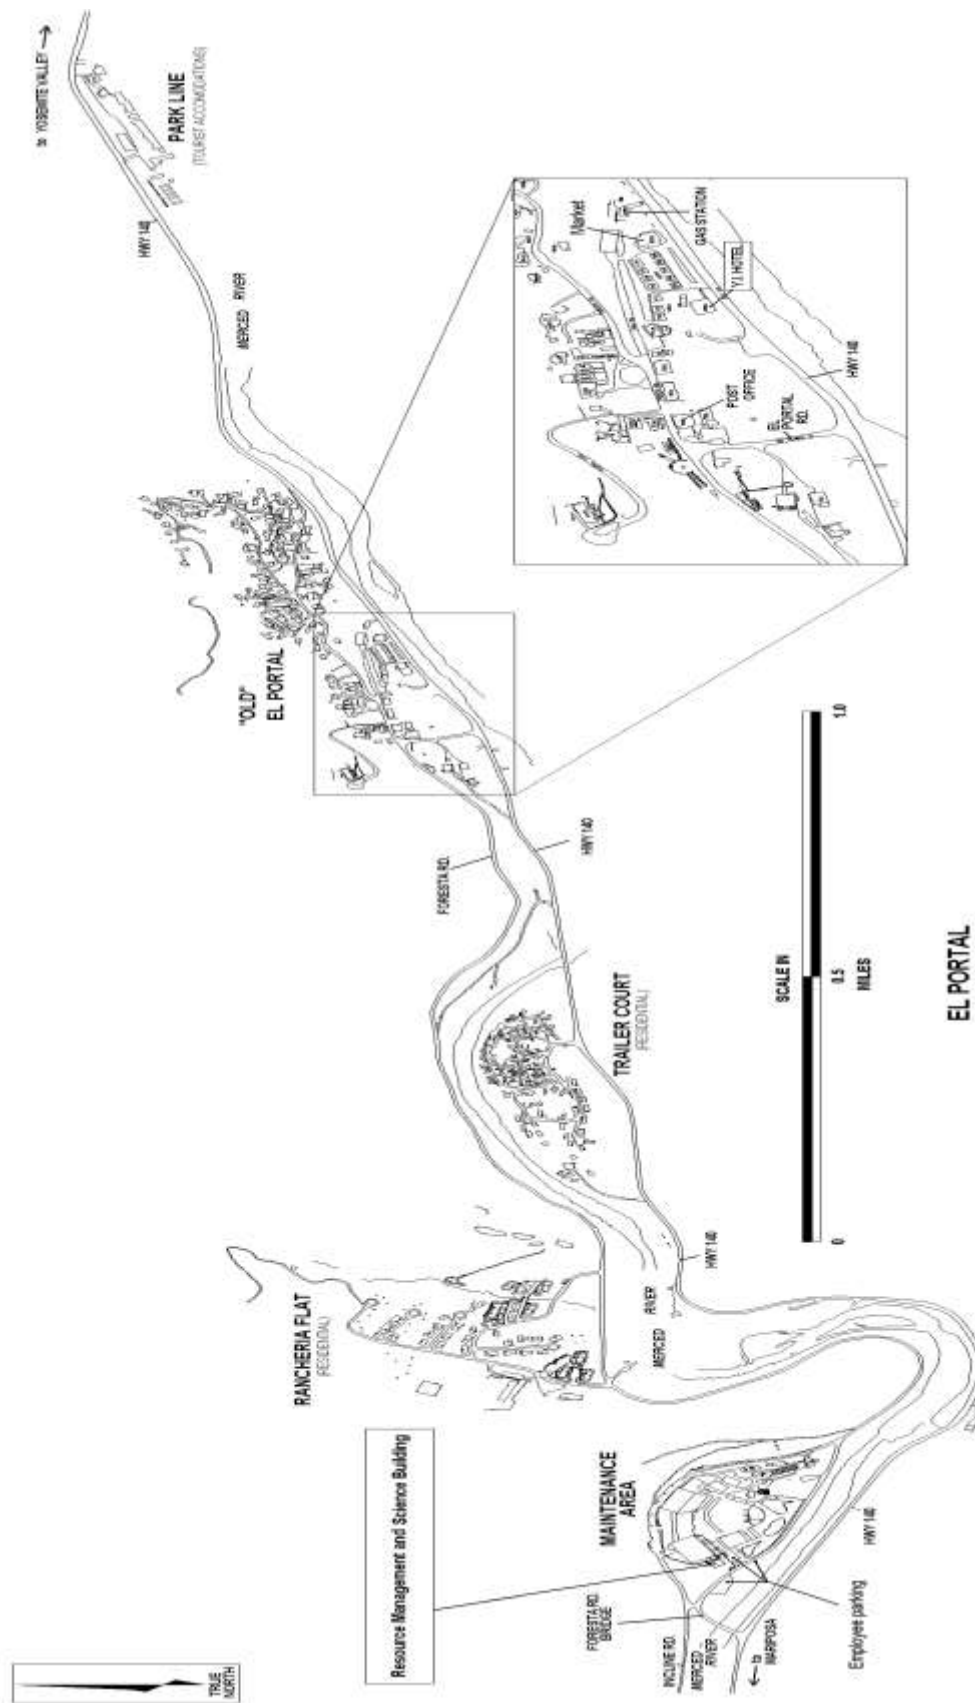 to YOSEMITE VALLEY
PARK LINE
(TOURIST ACCOMODATIONS)
HWY 140
MERCED RIVER
"OLD"
EL PORTAL
Market
GAS STATION
Y.I. HOTEL
POST
OFFICE
EL
PORTAL
RD.
HWY 140
FORESTA RD.
HWY 140
TRAILER COURT
(RESIDENTIAL)
RANCHERIA FLAT
(RESIDENTIAL)
MERCED RIVER
HWY 140
Resource Management and Science Building
MAINTENANCE
AREA
FORESTA RD.
BRIDGE
INCLINE RD.
MERCED
RIVER
to
MARIPOSA
HWY 140
Employee parking
SCALE IN
0
0.5
1.0
MILES
EL PORTAL
TRUE
NORTH